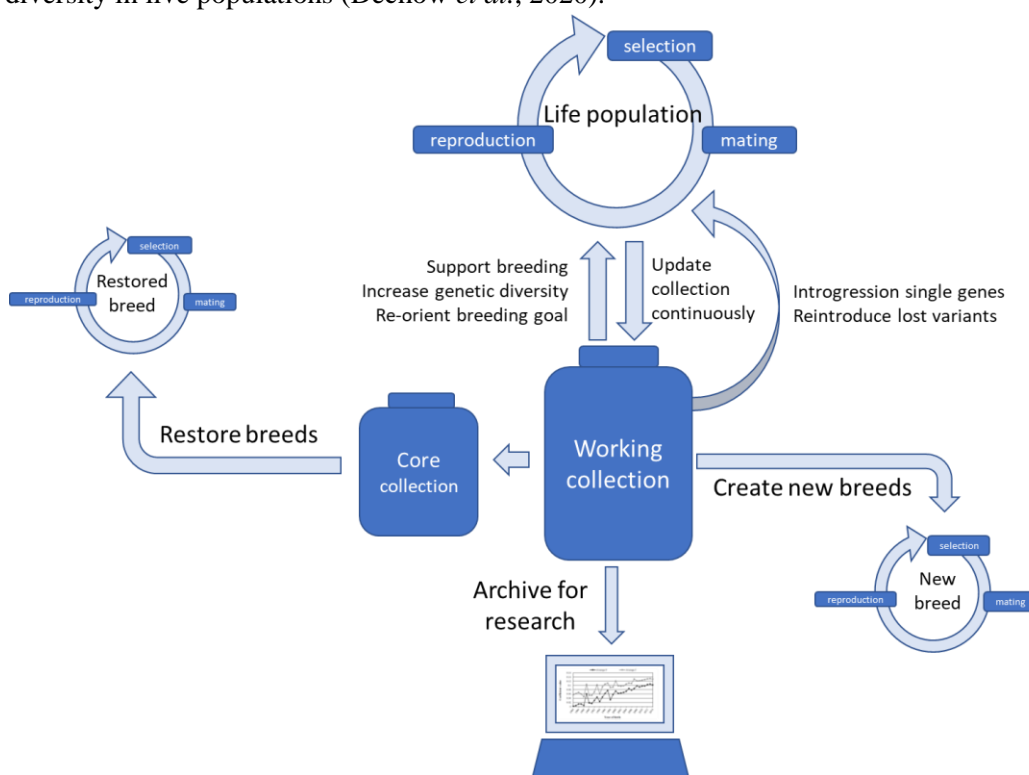 diversity in live populations (Dechow et al., 2020).
selection
Life population
reproduction
mating
selection
Restored
breed
reproduction
mating
Support breeding
Increase genetic diversity
Re-orient breeding goal
Update
collection
continuously
Introgression single genes
Reintroduce lost variants
Restore breeds
Core
collection
Working
collection
Create new breeds
selection
New
breed
reproduction
mating
Archive for
research